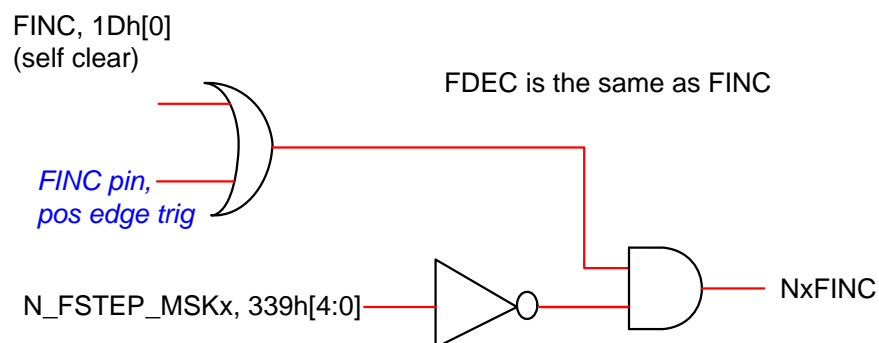 FINC, 1Dh[0]
(self clear)
FDEC is the same as FINC
FINC pin,
pos edge trig
N_FSTEP_MSKx, 339h[4:0]
NxFINC